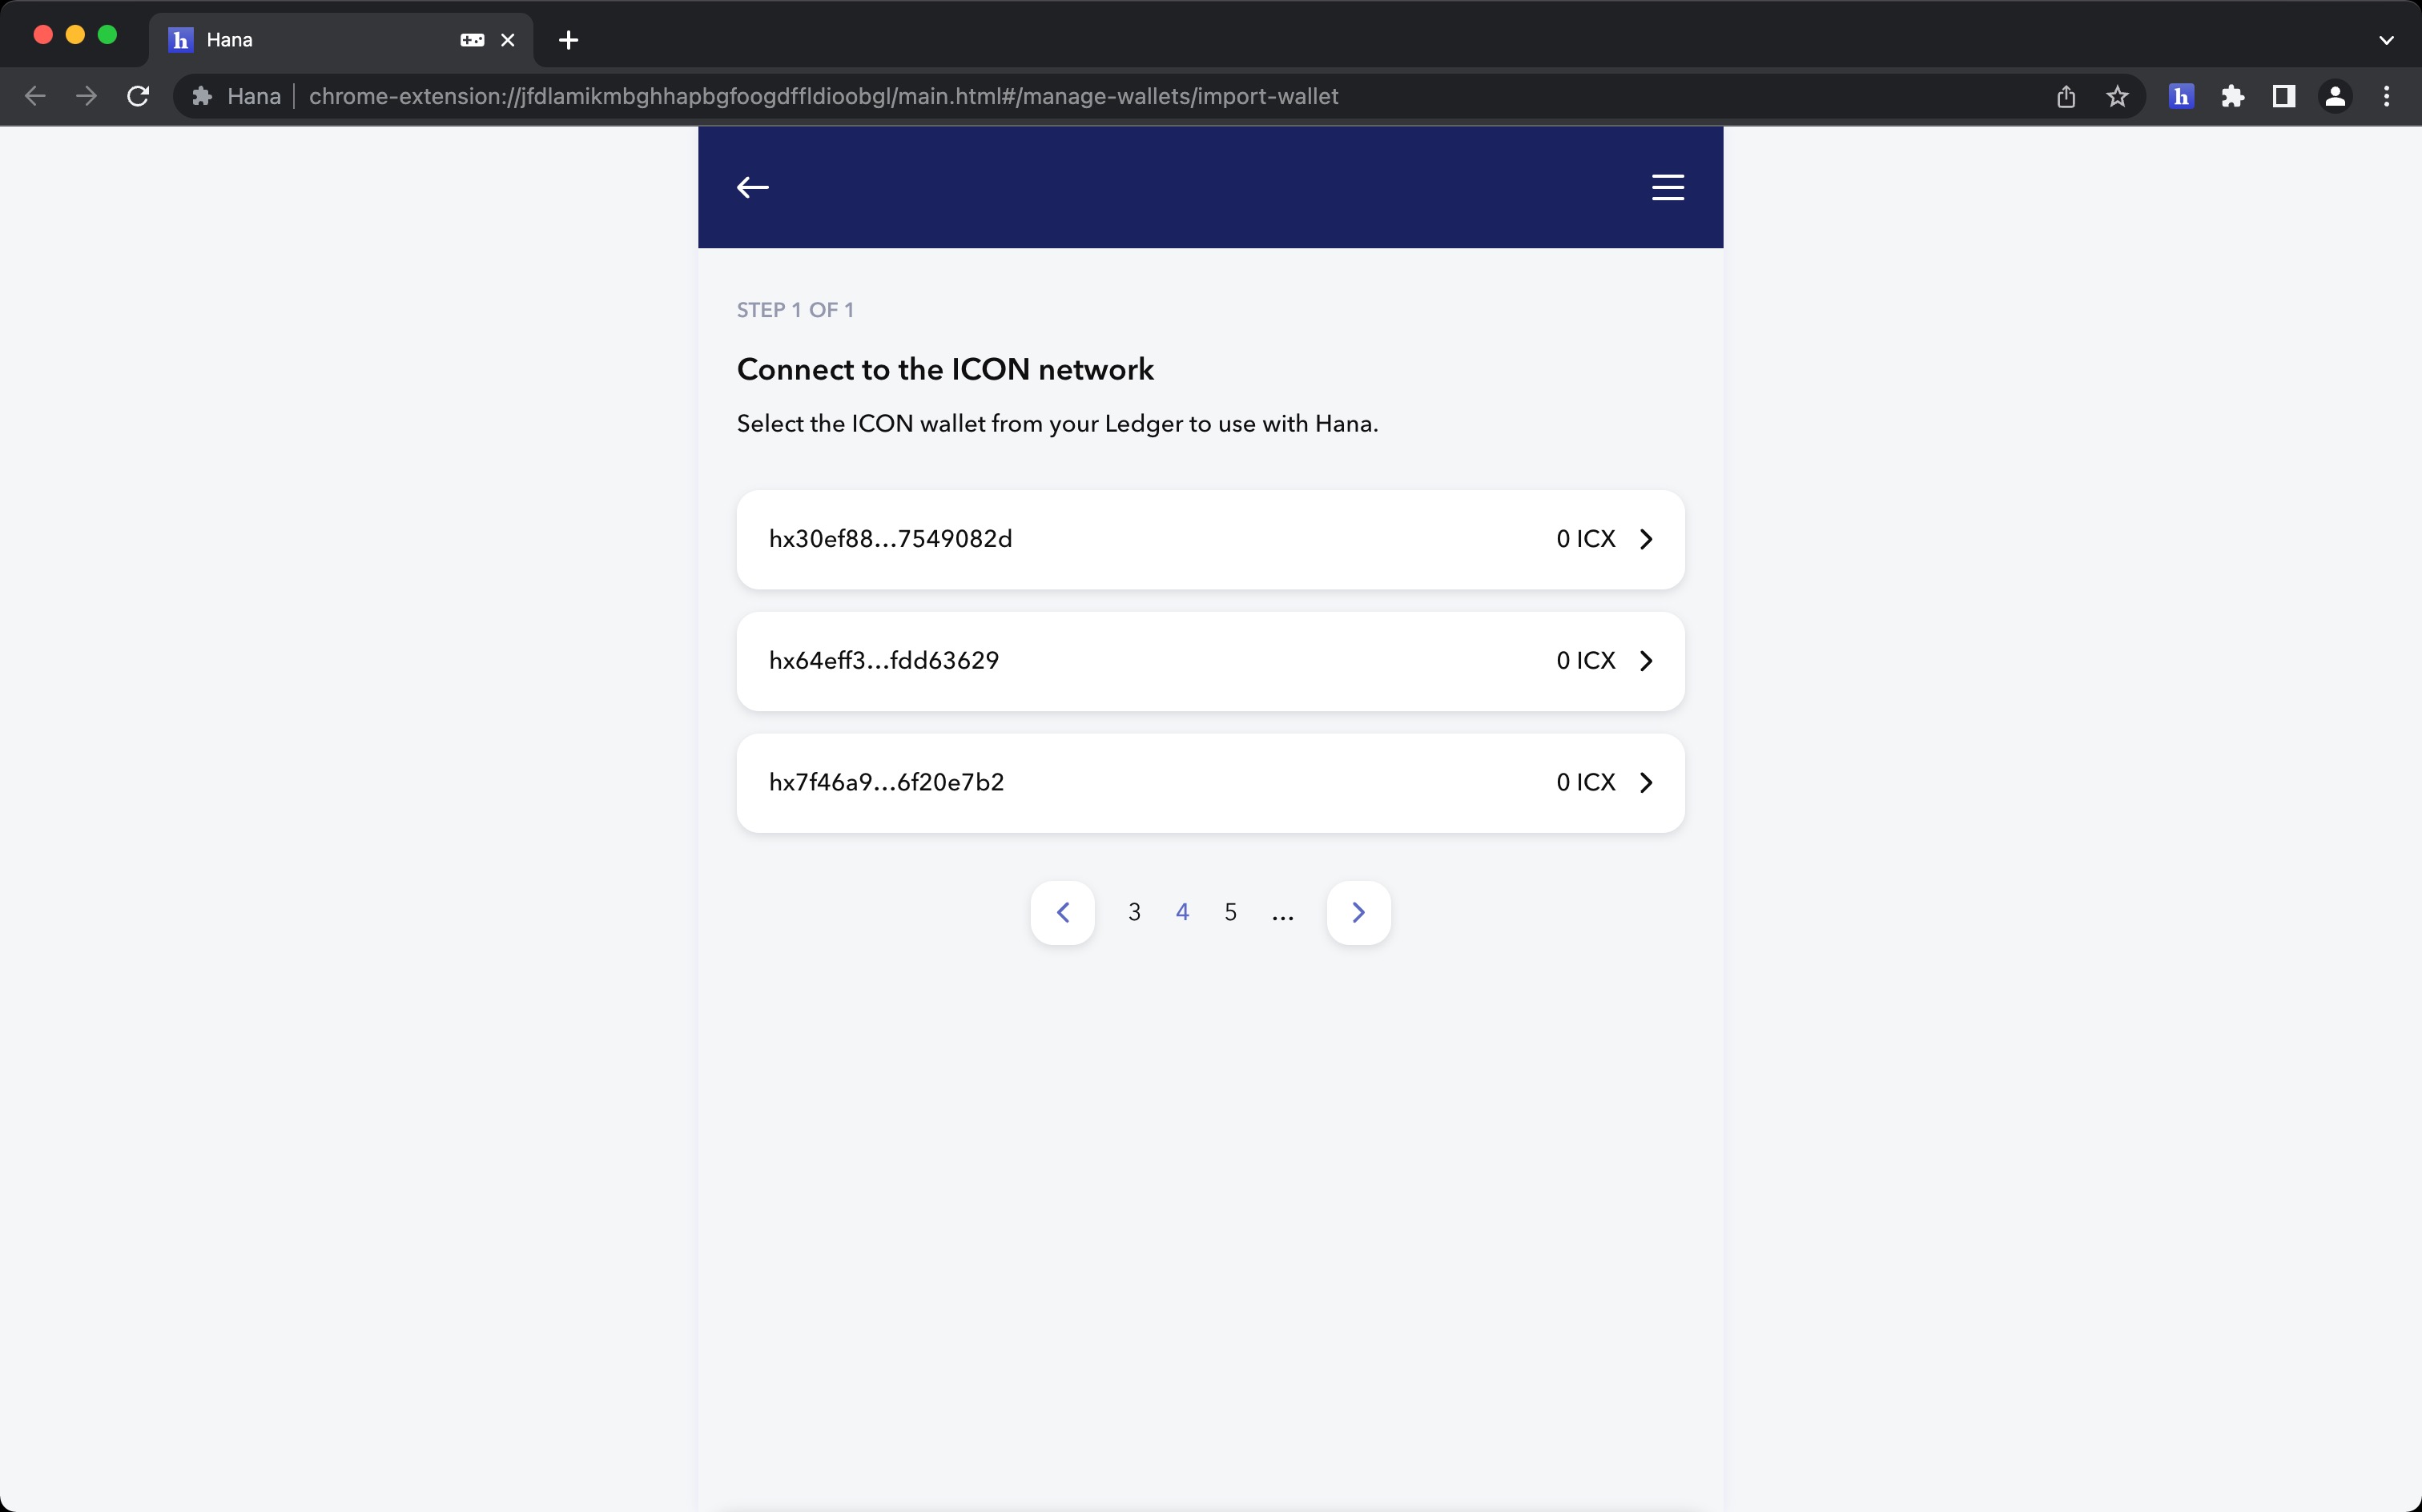 h Hana
Hana chrome-extension://jfdlamikmbghhapbgfoogdffldioobgl/main.html#/manage-wallets/import-wallet h
STEP 1 OF 1
Connect to the ICON network
Select the ICON wallet from your Ledger to use with Hana.
hx30ef88...7549082d 0 ICX
hx64eff3...fdd63629 0 ICX
hx7f46a9...6f20e7b2 0 ICX
3 4 5 ...